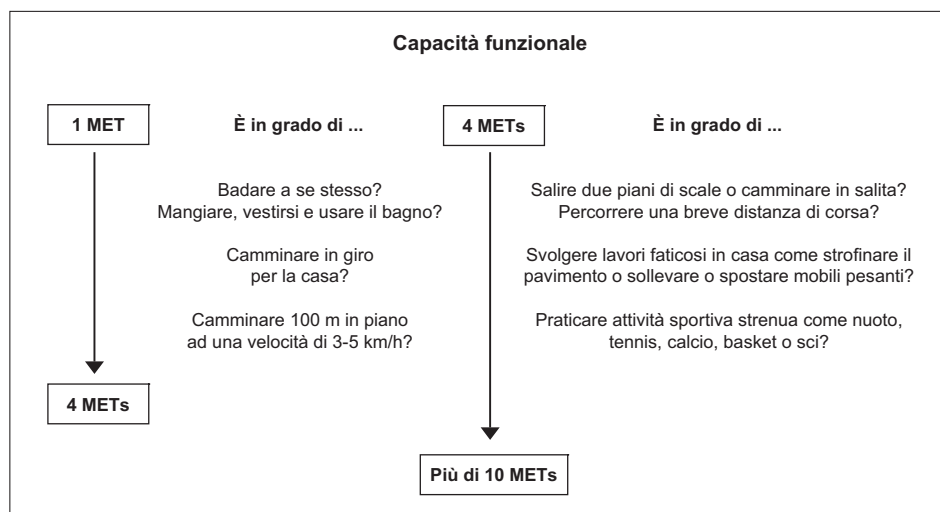 Capacità funzionale
1 MET
È in grado di ...
Badare a se stesso?
Mangiare, vestirsi e usare il bagno?
Camminare in giro
per la casa?
Camminare 100 m in piano
ad una velocità di 3-5 km/h?
4 METs
4 METs
È in grado di ...
Salire due piani di scale o camminare in salita?
Percorrere una breve distanza di corsa?
Svolgere lavori faticosi in casa come strofinare il
pavimento o sollevare o spostare mobili pesanti?
Praticare attività sportiva strenua come nuoto,
tennis, calcio, basket o sci?
Più di 10 METs